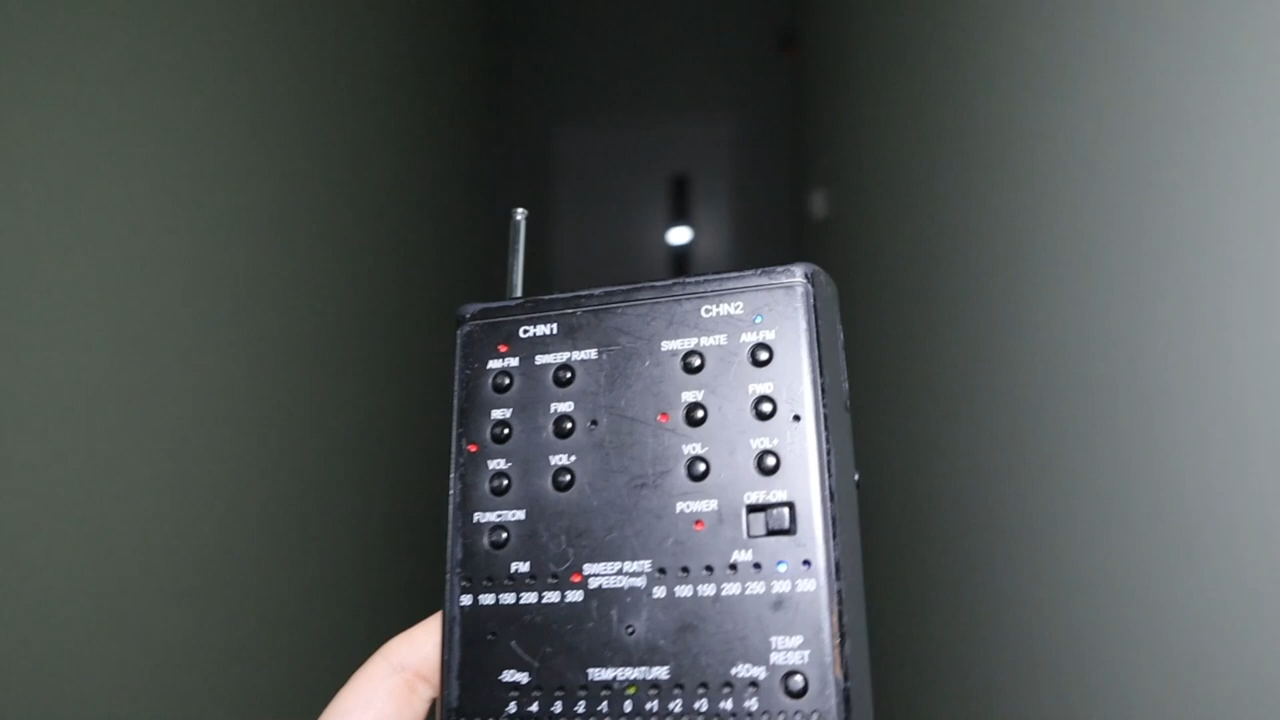 CHN1 CHN2
AM-FM SWEEP RATE SWEEP RATE AM-FM
REV FWD REV FWD
VOL- VOL+ VOL- VOL+
FUNCTION POWER OFF-ON
FM SWEEP RATE AM
SPEED(ms)
50 100 150 200 250 300 50 100 150 200 250 300 350
TEMP
RESET
-5Deg. TEMPERATURE +5Deg.
-5 -4 -3 -2 -1 0 +1 +2 +3 +4 +5